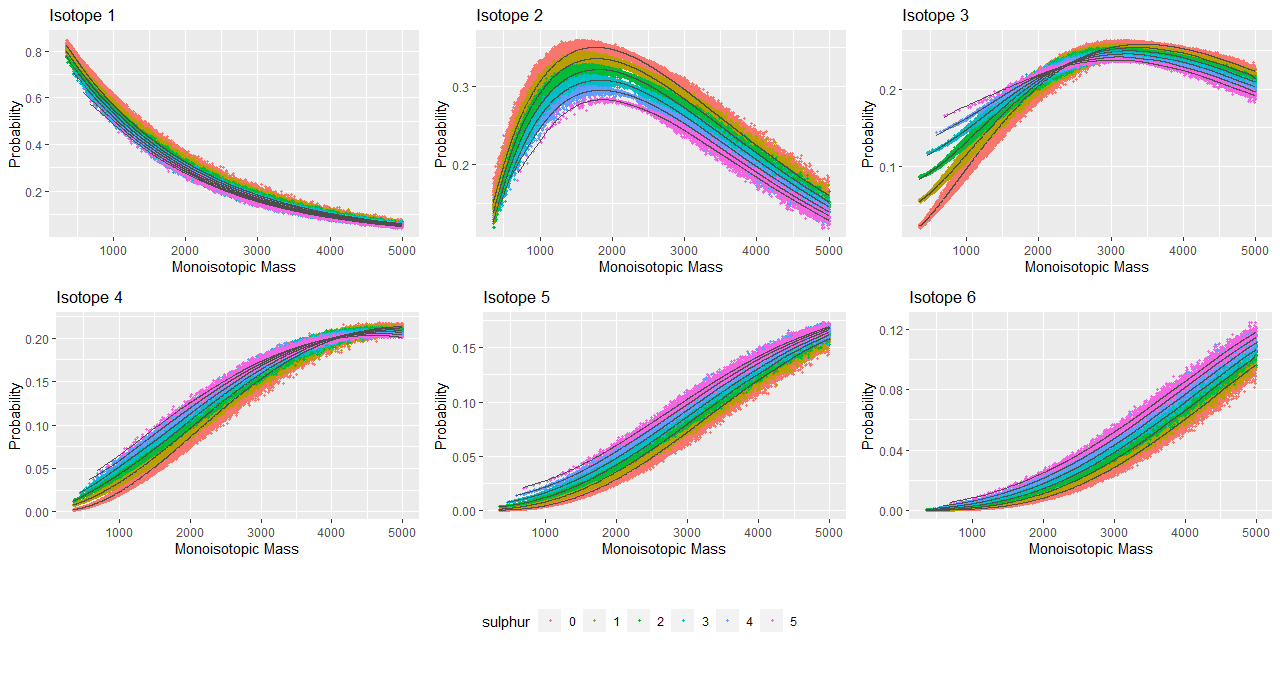 Isotope 1
Isotope 2
Isotope 3
Probability
0.8
0.6
0.4
0.2
1000 2000 3000 4000 5000
Monoisotopic Mass
Probability
0.3
0.2
1000 2000 3000 4000 5000
Monoisotopic Mass
Probability
0.2
0.1
1000 2000 3000 4000 5000
Monoisotopic Mass
Isotope 4
Isotope 5
Isotope 6
Probability
0.20
0.15
0.10
0.05
0.00
1000 2000 3000 4000 5000
Monoisotopic Mass
Probability
0.15
0.10
0.05
0.00
1000 2000 3000 4000 5000
Monoisotopic Mass
Probability
0.12
0.08
0.04
0.00
1000 2000 3000 4000 5000
Monoisotopic Mass
sulphur 0 1 2 3 4 5